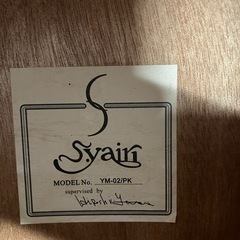 S.yairi
MODEL No. YM-02/PK
supervised by